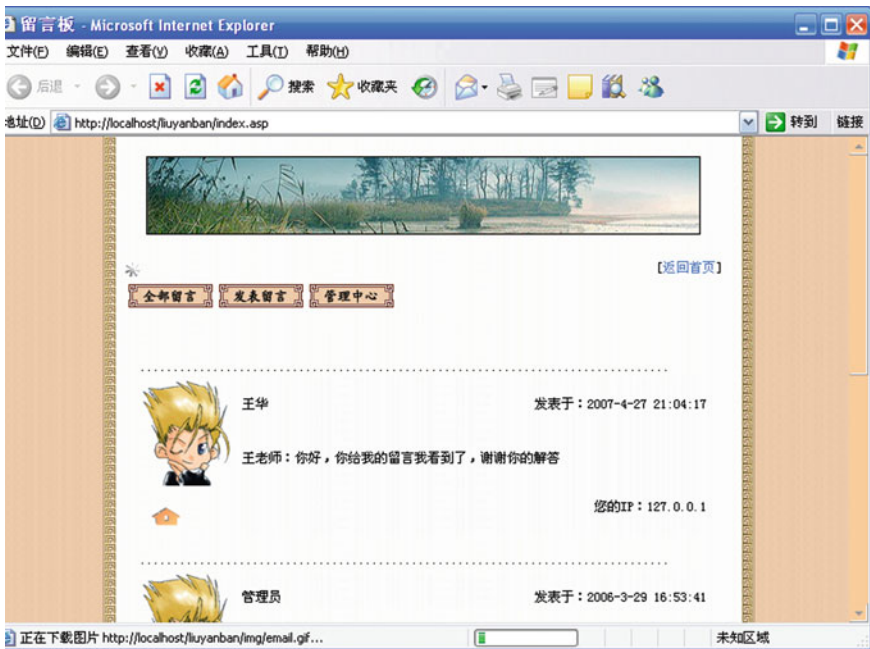 留言板 - Microsoft Internet Explorer
文件(F) 编辑(E) 查看(V) 收藏(A) 工具(T) 帮助(H)
后退 搜索 收藏夹
地址(D) http://localhost/liuyanban/index.asp 转到 链接
[返回首页]
全部留言 发表留言 管理中心
王华 发表于：2007-4-27 21:04:17
王老师：你好，你给我的留言我看到了，谢谢你的解答
您的IP：127.0.0.1
管理员 发表于：2006-3-29 16:53:41
正在下载图片 http://localhost/liuyanban/img/email.gif... 未知区域